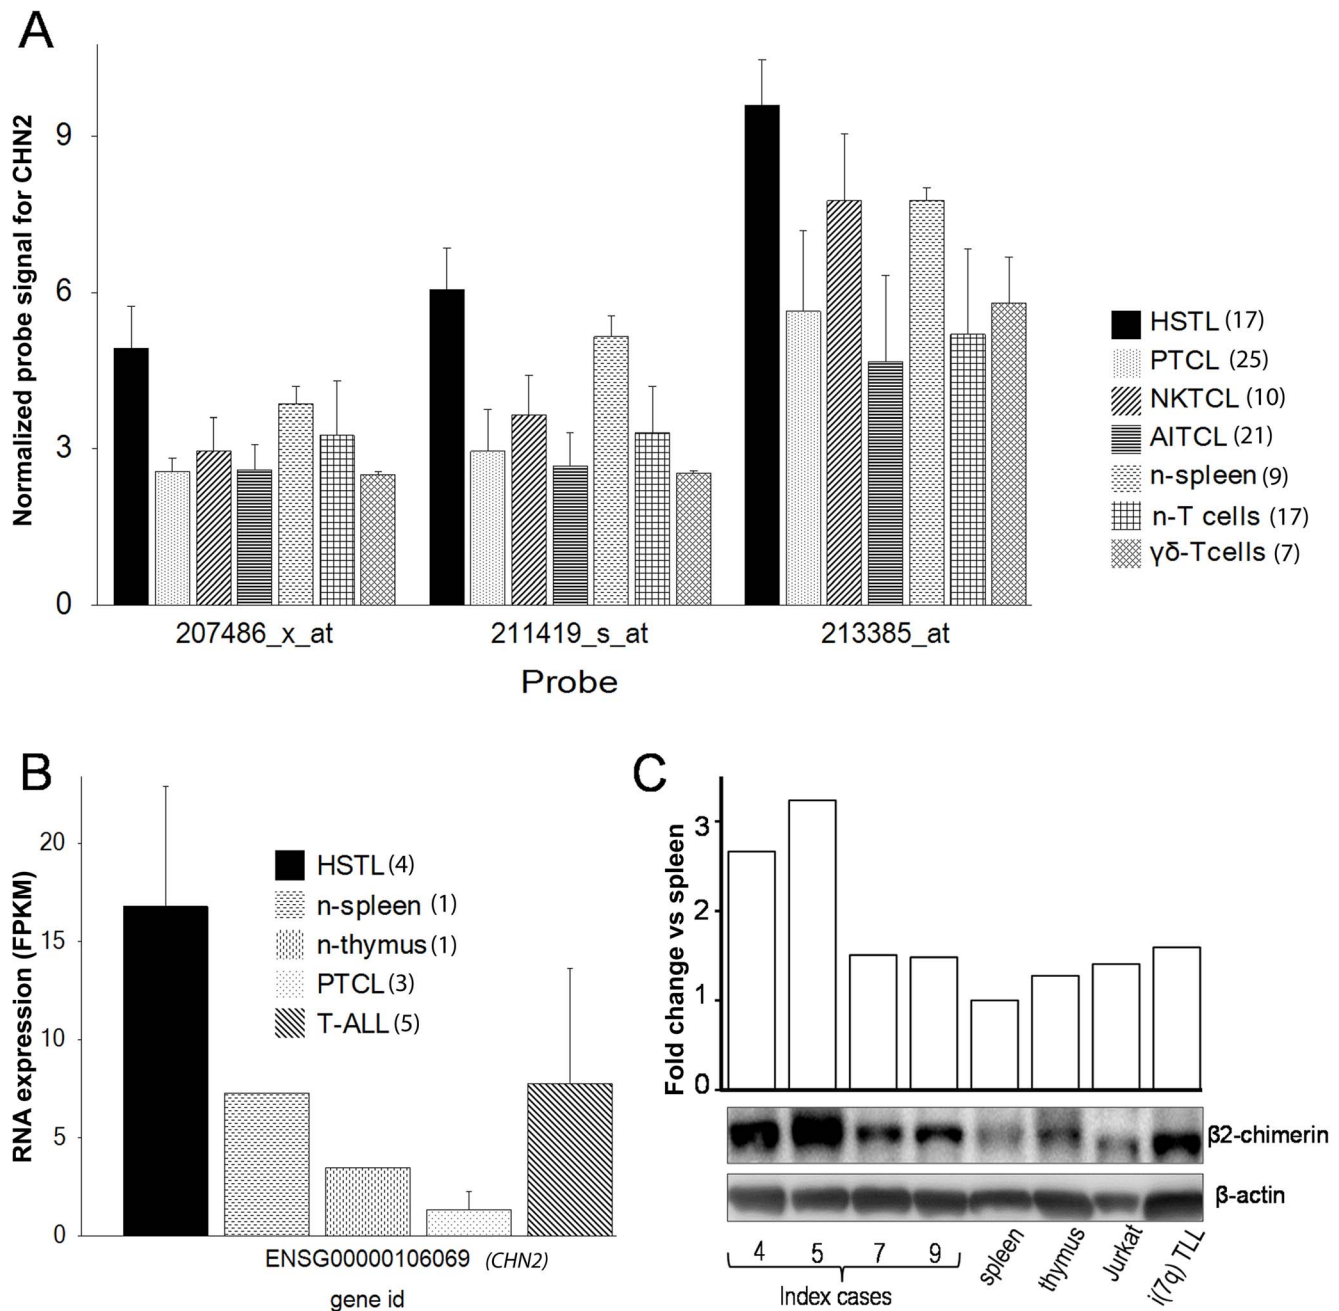 A
Normalized probe signal for CHN2
9
6
3
0
207486_x_at
211419_s_at
213385_at
Probe
HSTL (17)
PTCL (25)
NKTCL (10)
AITCL (21)
n-spleen (9)
n-T cells (17)
γδ-Tcells (7)
B
RNA expression (FPKM)
20
15
10
5
0
HSTL (4)
n-spleen (1)
n-thymus (1)
PTCL (3)
T-ALL (5)
ENSG00000106069 (CHN2)
gene id
C
Fold change vs spleen
3
2
1
0
β2-chimerin
β-actin
4 5 7 9 spleen thymus Jurkat i(7q) TLL
Index cases